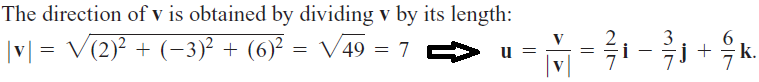 The direction of v is obtained by dividing v by its length:
|v| = √((2)² + (−3)² + (6)²) = √49 = 7 ⇨ u = v/|v| = 2/7 i − 3/7 j + 6/7 k.